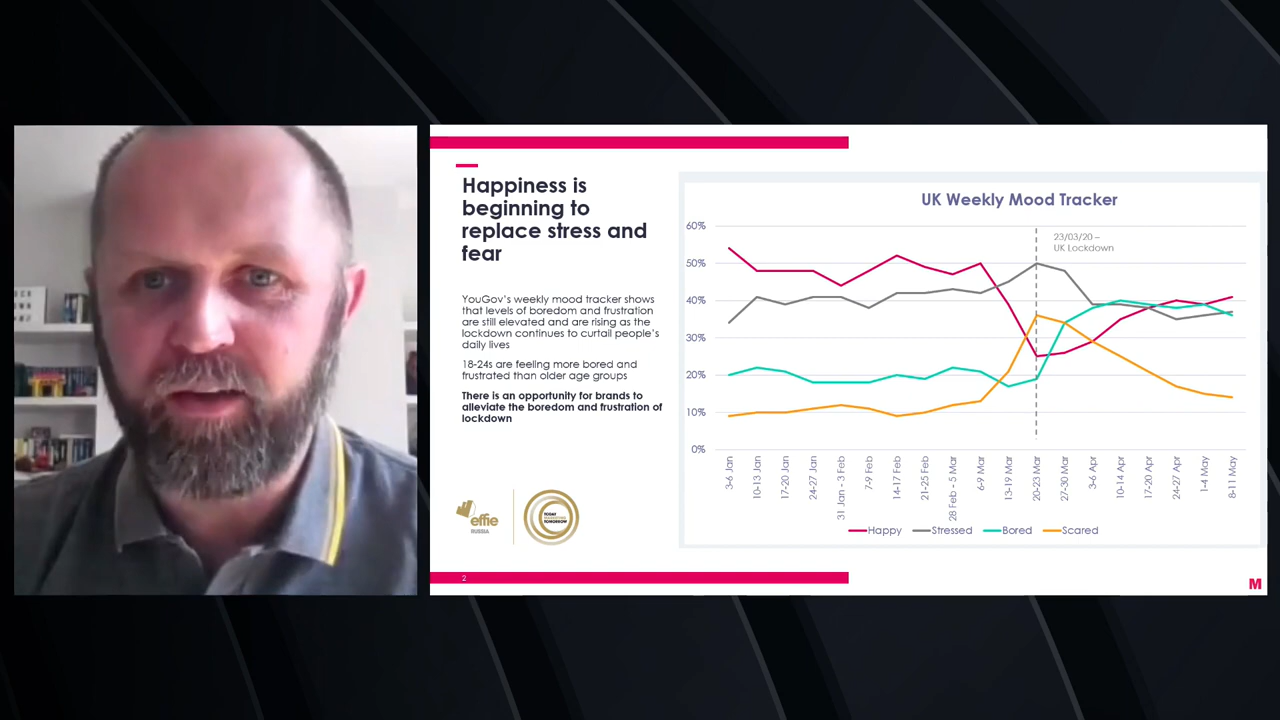 Happiness is
beginning to
replace stress and
fear
YouGov's weekly mood tracker shows
that levels of boredom and frustration
are still elevated and are rising as the
lockdown continues to curtail people's
daily lives
18-24s are feeling more bored and
frustrated than older age groups
There is an opportunity for brands to
alleviate the boredom and frustration of
lockdown
effie
RUSSIA
TODAY
MARKETING
TOMORROW
2
UK Weekly Mood Tracker
23/03/20 –
UK Lockdown
60%
50%
40%
30%
20%
10%
0%
3-6 Jan
10-13 Jan
17-20 Jan
24-27 Jan
31 Jan - 3 Feb
7-9 Feb
14-17 Feb
21-25 Feb
28 Feb - 5 Mar
6-9 Mar
13-19 Mar
20-23 Mar
27-30 Mar
3-6 Apr
10-14 Apr
17-20 Apr
24-27 Apr
1-4 May
8-11 May
Happy Stressed Bored Scared
M